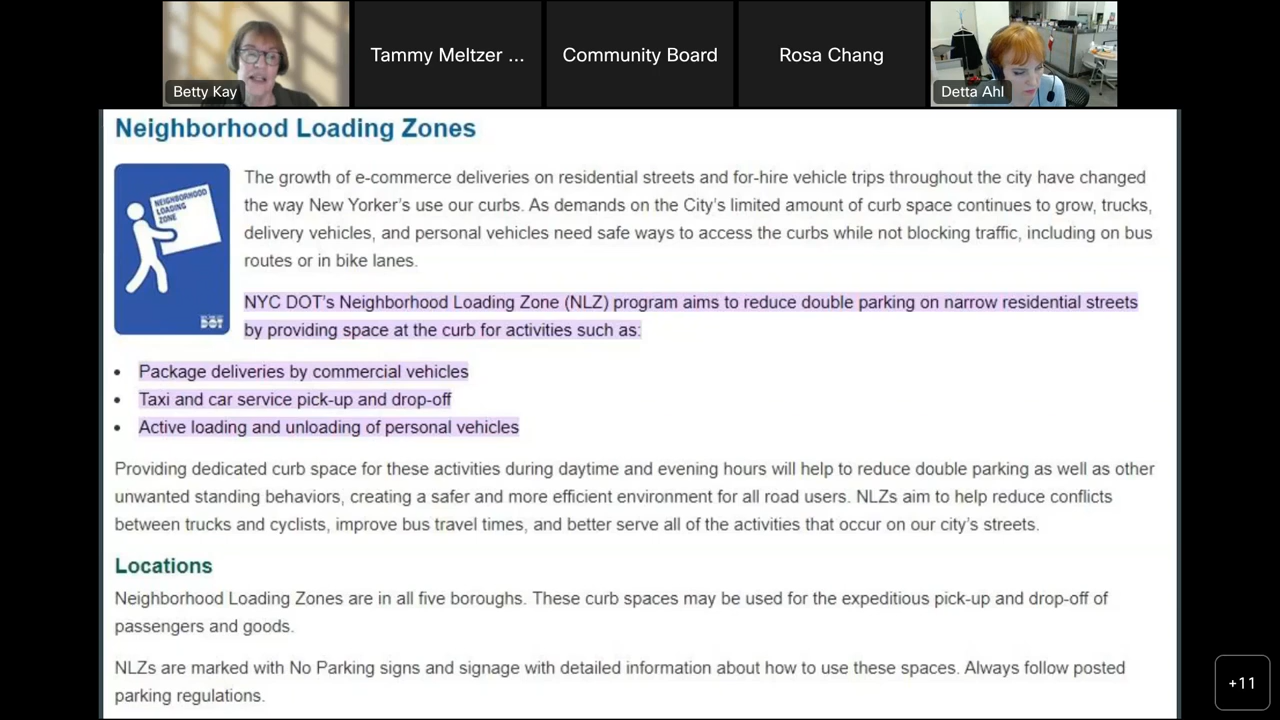 Betty Kay
Tammy Meltzer ...
Community Board
Rosa Chang
Detta Ahl
Neighborhood Loading Zones
NEIGHBORHOOD
LOADING
ZONE
DOT
The growth of e-commerce deliveries on residential streets and for-hire vehicle trips throughout the city have changed
the way New Yorker's use our curbs. As demands on the City's limited amount of curb space continues to grow, trucks,
delivery vehicles, and personal vehicles need safe ways to access the curbs while not blocking traffic, including on bus
routes or in bike lanes.
NYC DOT's Neighborhood Loading Zone (NLZ) program aims to reduce double parking on narrow residential streets
by providing space at the curb for activities such as:
• Package deliveries by commercial vehicles
• Taxi and car service pick-up and drop-off
• Active loading and unloading of personal vehicles
Providing dedicated curb space for these activities during daytime and evening hours will help to reduce double parking as well as other
unwanted standing behaviors, creating a safer and more efficient environment for all road users. NLZs aim to help reduce conflicts
between trucks and cyclists, improve bus travel times, and better serve all of the activities that occur on our city's streets.
Locations
Neighborhood Loading Zones are in all five boroughs. These curb spaces may be used for the expeditious pick-up and drop-off of
passengers and goods.
NLZs are marked with No Parking signs and signage with detailed information about how to use these spaces. Always follow posted
parking regulations.
+11